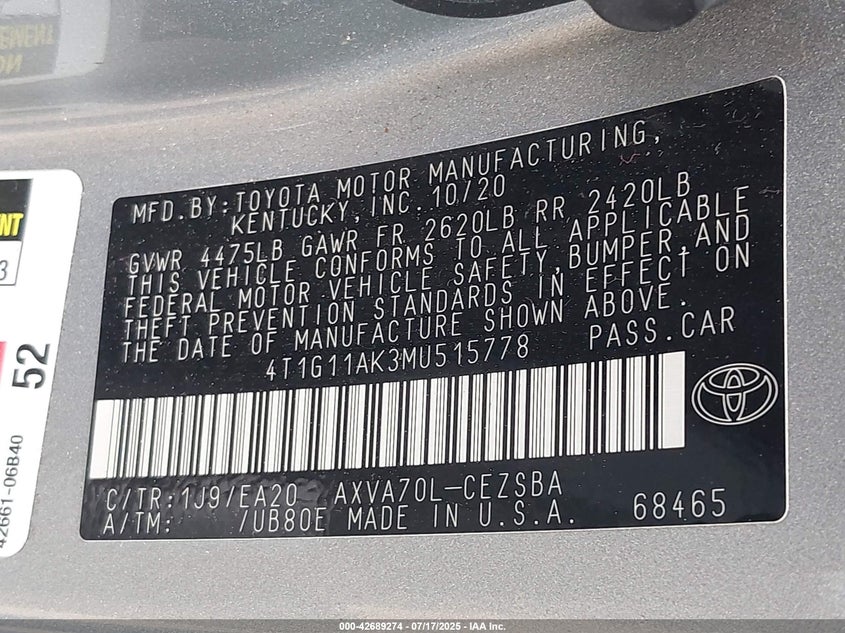 MFD.BY:TOYOTA MOTOR MANUFACTURING,
KENTUCKY, INC. 10/20
GVWR 4475LB GAWR FR 2620LB RR 2420LB
THIS VEHICLE CONFORMS TO ALL APPLICABLE
FEDERAL MOTOR VEHICLE SAFETY,BUMPER,AND
THEFT PREVENTION STANDARDS IN EFFECT ON
THE DATE OF MANUFACTURE SHOWN ABOVE.
4T1G11AK3MU515778 PASS.CAR
C/TR:1J9/EA20 AXVA70L-CEZSBA
A/TM: /UB80E MADE IN U.S.A. 68465
52
42661-06B40
000-42689274 | 07/17/2025 - IAA Inc.